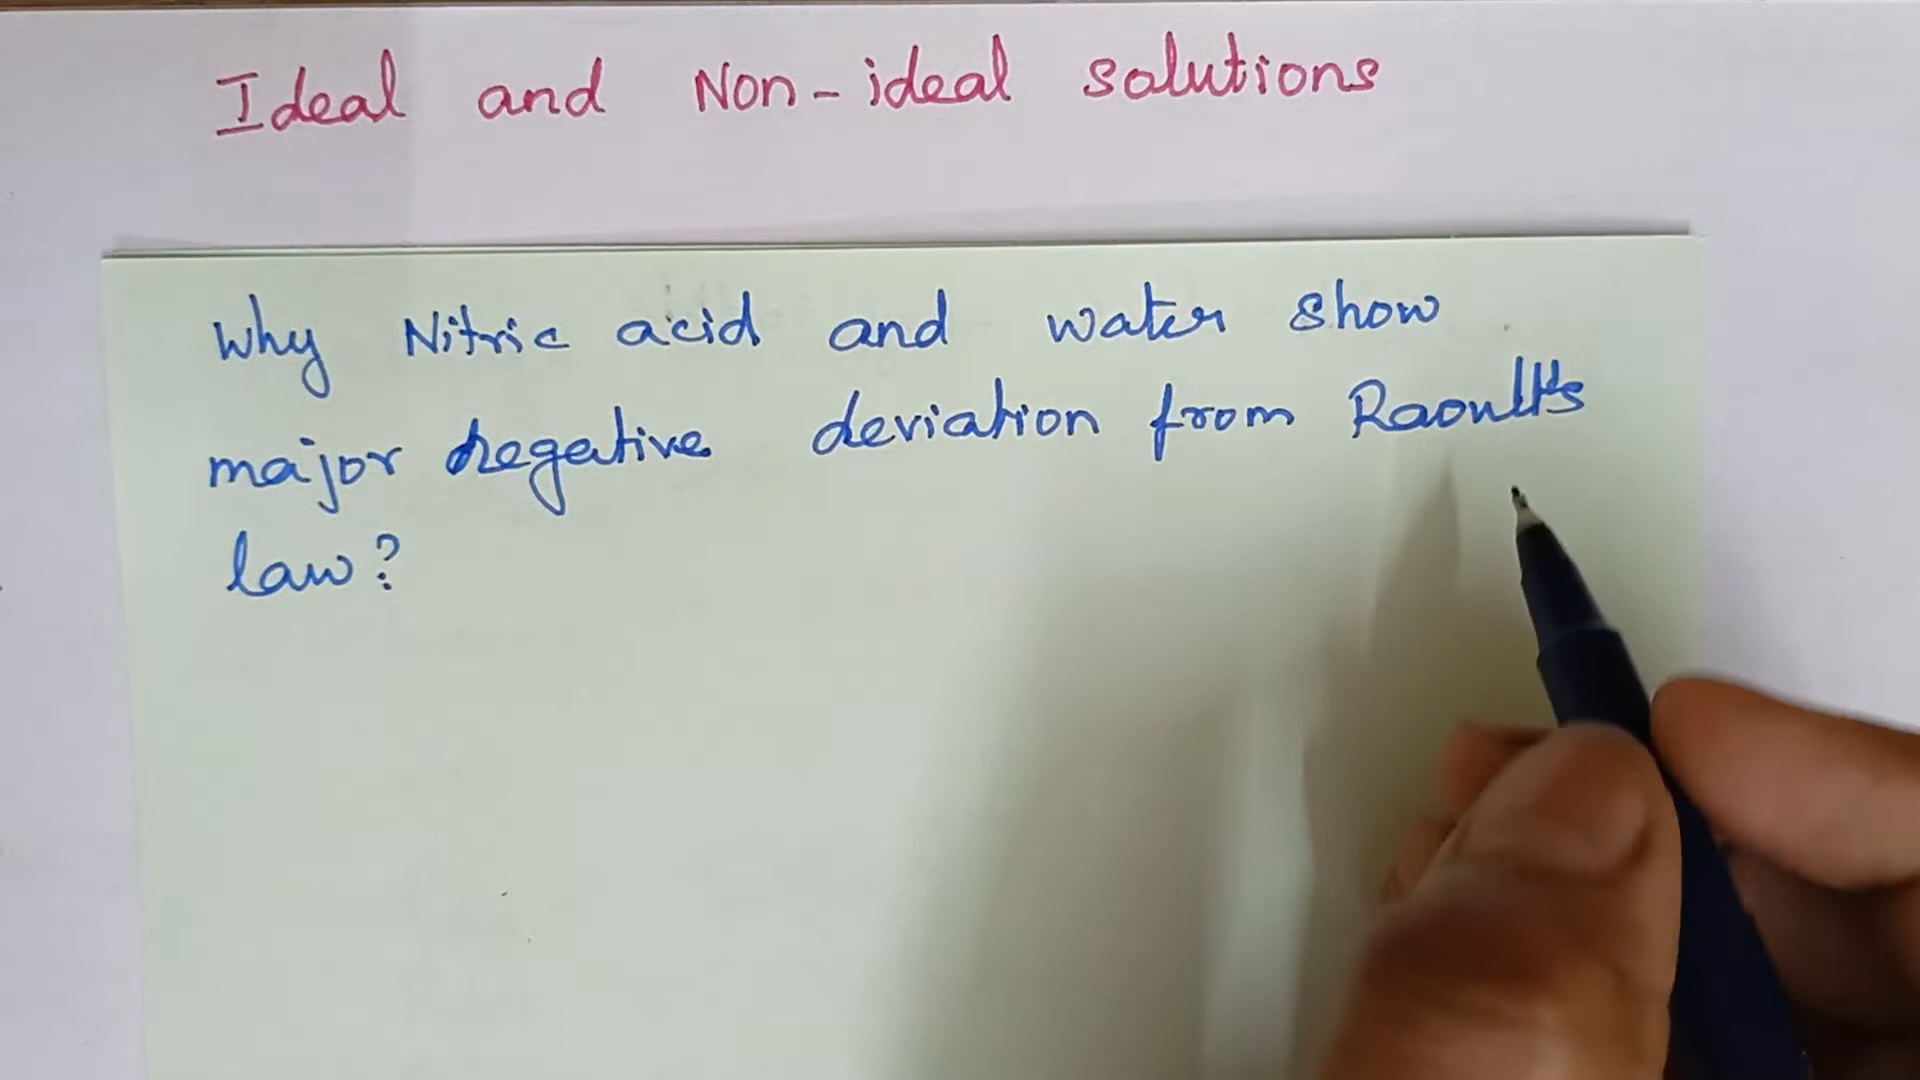 Ideal and Non-ideal solutions
Why Nitric acid and water show
major negative deviation from Raoult's
law?